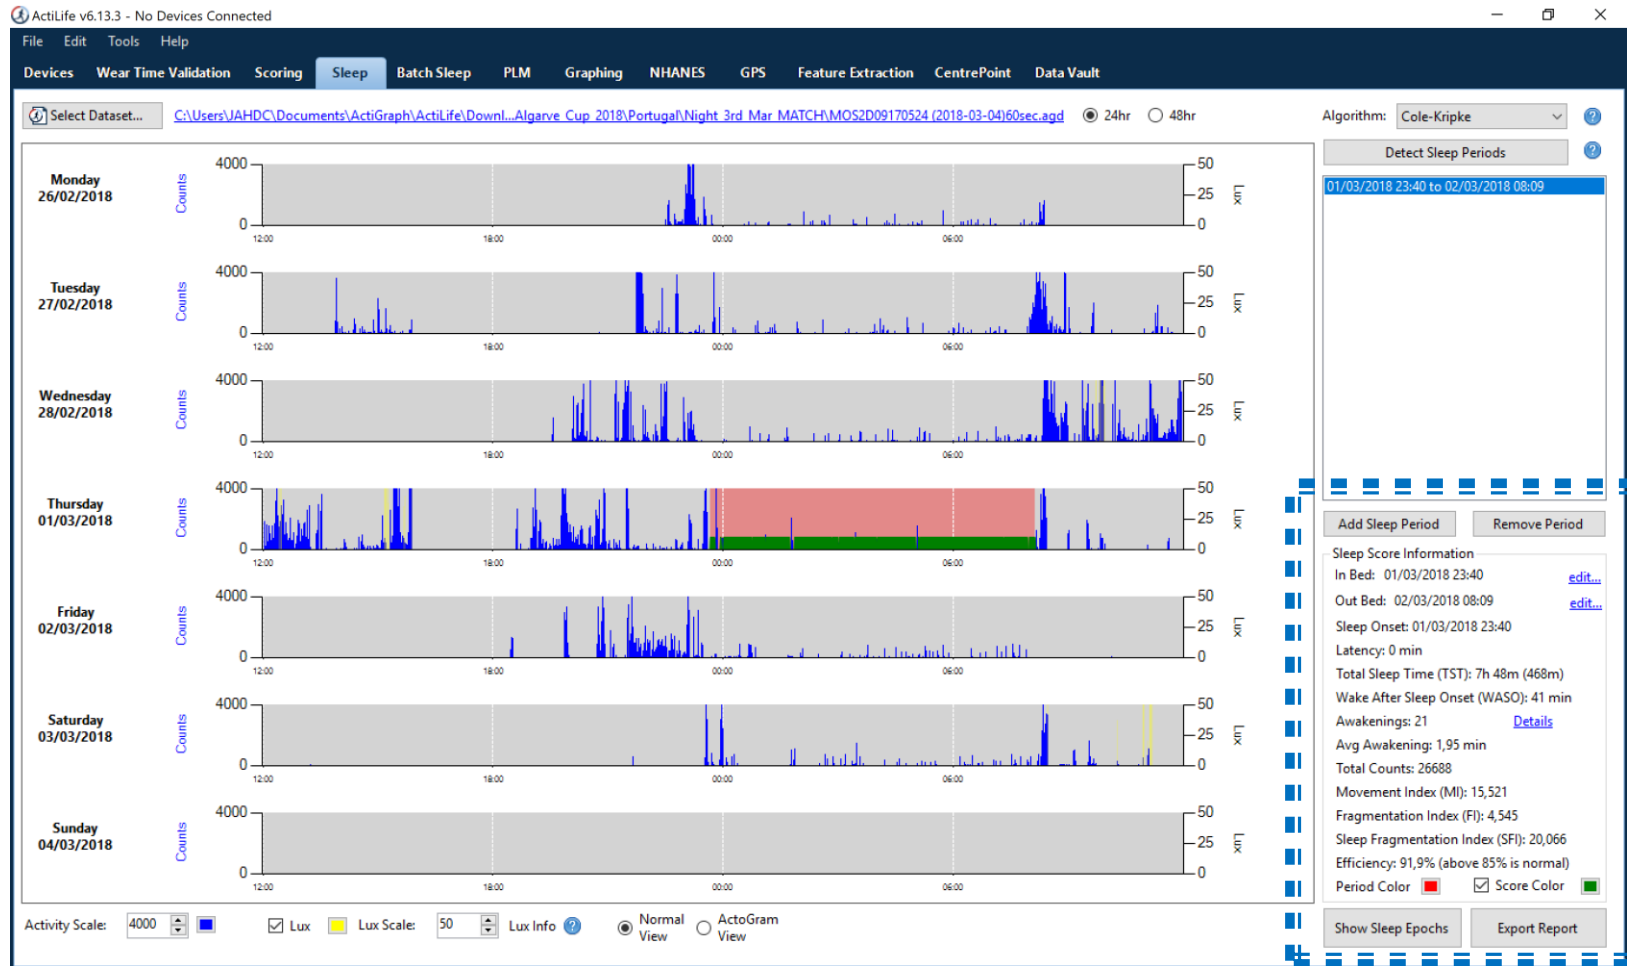 ActiLife v6.13.3 - No Devices Connected
File Edit Tools Help
Devices Wear Time Validation Scoring Sleep Batch Sleep PLM Graphing NHANES GPS Feature Extraction CentrePoint Data Vault
Select Dataset... C:\Users\JAHDC\Documents\ActiGraph\ActiLife\Downl...Algarve Cup 2018\Portugal\Night 3rd Mar MATCH\MOS2D09170524 (2018-03-04)60sec.agd 24hr 48hr
Algorithm: Cole-Kripke
Detect Sleep Periods
01/03/2018 23:40 to 02/03/2018 08:09
Monday
26/02/2018
Counts
4000
0
50
25
0
Lux
12:00 18:00 00:00 06:00
Tuesday
27/02/2018
Counts
4000
0
50
25
0
Lux
12:00 18:00 00:00 06:00
Wednesday
28/02/2018
Counts
4000
0
50
25
0
Lux
12:00 18:00 00:00 06:00
Thursday
01/03/2018
Counts
4000
0
50
25
0
Lux
12:00 18:00 00:00 06:00
Friday
02/03/2018
Counts
4000
0
50
25
0
Lux
12:00 18:00 00:00 06:00
Saturday
03/03/2018
Counts
4000
0
50
25
0
Lux
12:00 18:00 00:00 06:00
Sunday
04/03/2018
Counts
4000
0
50
25
0
Lux
12:00 18:00 00:00 06:00
Add Sleep Period Remove Period
Sleep Score Information
In Bed: 01/03/2018 23:40 edit...
Out Bed: 02/03/2018 08:09 edit...
Sleep Onset: 01/03/2018 23:40
Latency: 0 min
Total Sleep Time (TST): 7h 48m (468m)
Wake After Sleep Onset (WASO): 41 min
Awakenings: 21 Details
Avg Awakening: 1,95 min
Total Counts: 26688
Movement Index (MI): 15,521
Fragmentation Index (FI): 4,545
Sleep Fragmentation Index (SFI): 20,066
Efficiency: 91,9% (above 85% is normal)
Period Color Score Color
Show Sleep Epochs Export Report
Activity Scale: 4000 Lux Lux Scale: 50 Lux Info ? Normal View ActoGram View